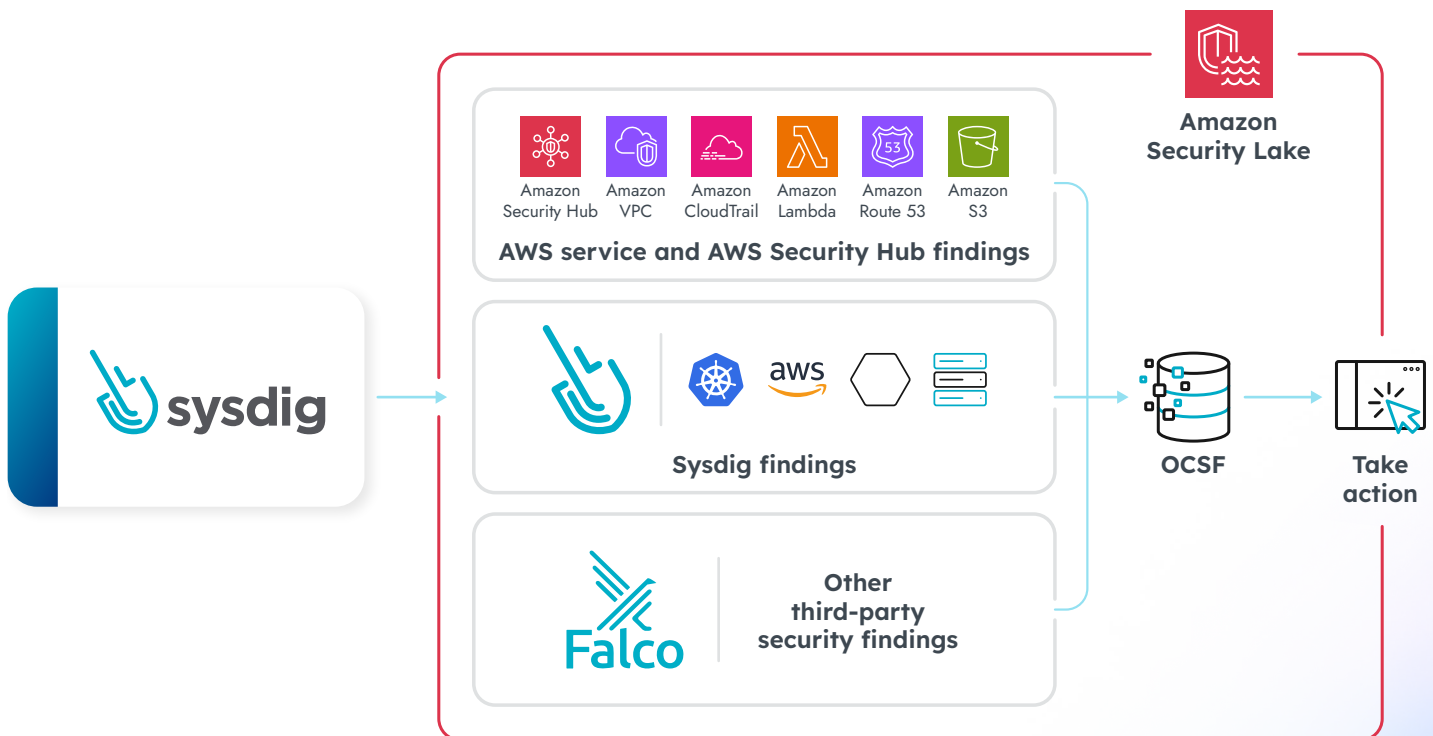 Amazon
Security Lake
53
Amazon
Security Hub
Amazon
VPC
Amazon
CloudTrail
Amazon
Lambda
Amazon
Route 53
Amazon
S3
AWS service and AWS Security Hub findings
sysdig
aws
Sysdig findings
OCSF
Take
action
Falco
Other
third-party
security findings